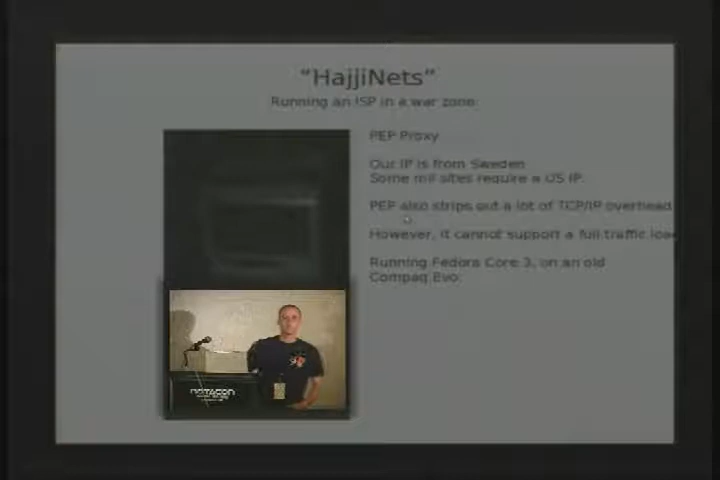 "HajjiNets"
Running an ISP in a war zone.
PEP Proxy
Our IP is from Sweden
Some mil sites require a US IP.
PEP also strips out a lot of TCP/IP overhead
However, it cannot support a full traffic
Running Fedora Core 3, on an old
Compaq Evo.
NOTACON